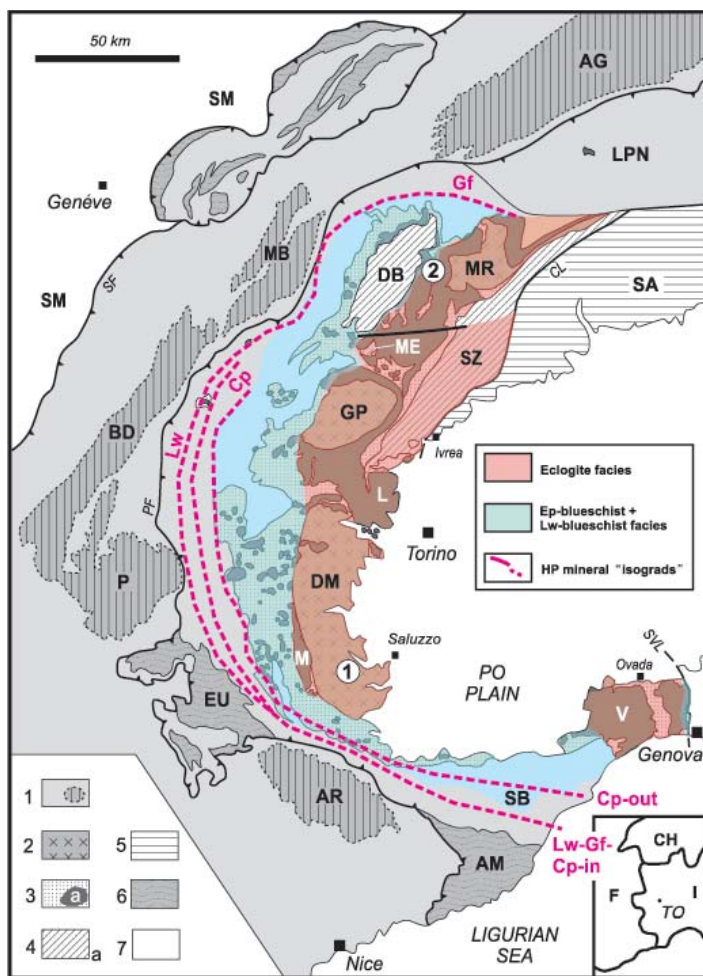 50 km
AG
SM
LPN
Genéve
Gf
MB
SF
DB
2
MR
CL
SA
SM
ME
SZ
Cp
GP
BD
Ivrea
Lw
L
Eclogite facies
Ep-blueschist +
Lw-blueschist facies
HP mineral "isograds"
PF
Torino
DM
P
M
Saluzzo
1
PO
PLAIN
SVL
Ovada
EU
V
Genova
AR
SB
Cp-out
Lw-Gf-
Cp-in
AM
LIGURIAN
SEA
Nice
1
2
3 a
4 a
5
6
7
CH
F
I
TO